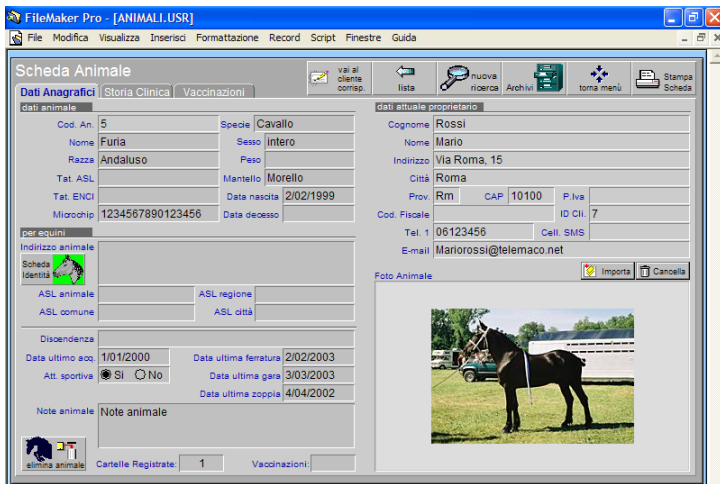 FileMaker Pro - [ANIMALI.USR]
File Modifica Visualizza Inserisci Formattazione Record Script Finestre Guida
Scheda Animale
vai al cliente corrisp.
lista
nuova ricerca
Archivi
torna menù
Stampa Scheda
Dati Anagrafici Storia Clinica Vaccinazioni
dati animale
Cod. An. 5 Specie Cavallo
Nome Furia Sesso intero
Razza Andaluso Peso
Tat. ASL Mantello Morello
Tat. ENCI Data nascita 2/02/1999
Microchip 1234567890123456 Data decesso
per equini
Indirizzo animale
Scheda Identità
ASL animale ASL regione
ASL comune ASL città
Discendenza
Data ultimo acq. 1/01/2000 Data ultima ferratura 2/02/2003
Att. sportiva Si No Data ultima gara 3/03/2003
Data ultima zoppia 4/04/2002
Note animale Note animale
elimina animale Cartelle Registrate: 1 Vaccinazioni:
dati attuale proprietario
Cognome Rossi
Nome Mario
Indirizzo Via Roma, 15
Città Roma
Prov. Rm CAP 10100 P.Iva
Cod. Fiscale ID Cli. 7
Tel. 1 06123456 Cell. SMS
E-mail Mariorossi@telemaco.net
Foto Animale Importa Cancella